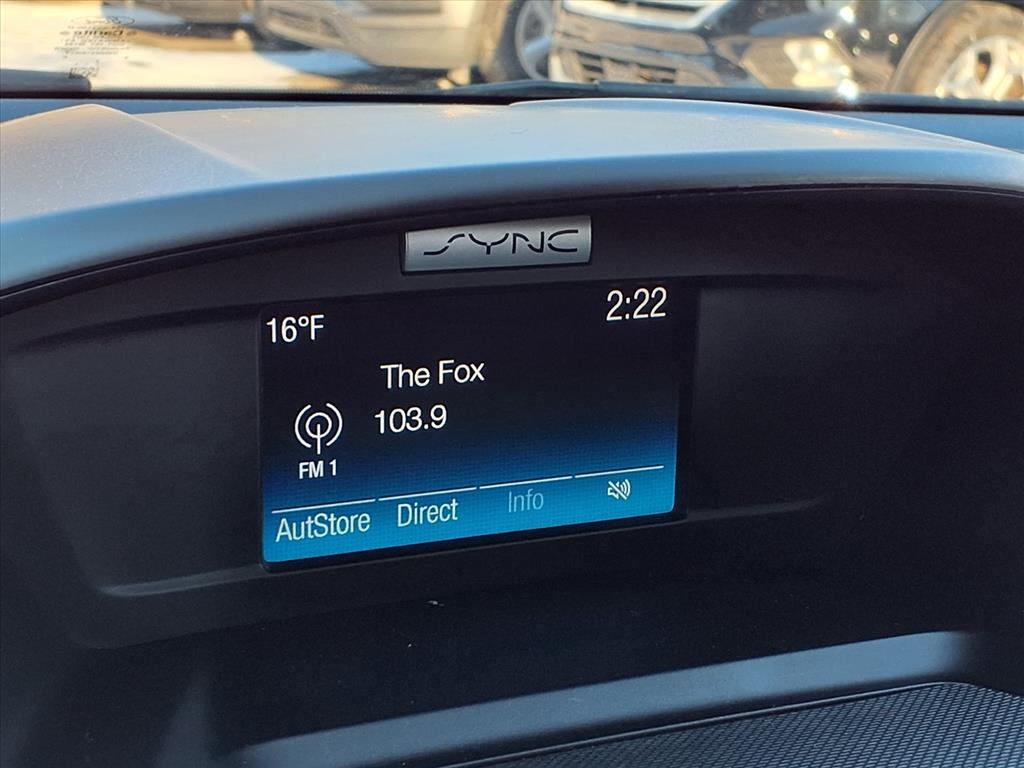 SYNC
16°F
2:22
The Fox
103.9
FM 1
AutStore
Direct
Info